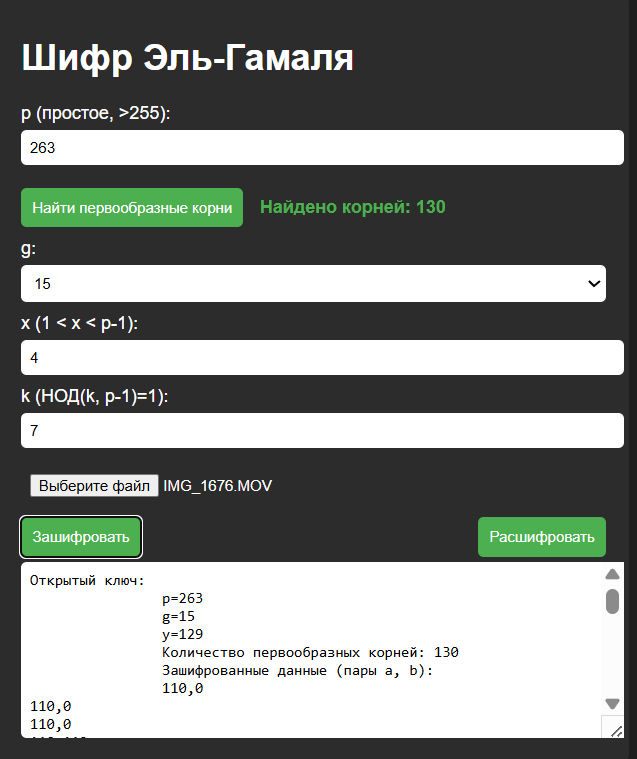 Шифр Эль-Гамаля
p (простое, >255):
263
Найти первообразные корни Найдено корней: 130
g:
15
x (1 < x < p-1):
4
k (НОД(k, p-1)=1):
7
Выберите файл IMG_1676.MOV
Зашифровать Расшифровать
Открытый ключ:
p=263
g=15
y=129
Количество первообразных корней: 130
Зашифрованные данные (пары a, b):
110,0
110,0
110,0